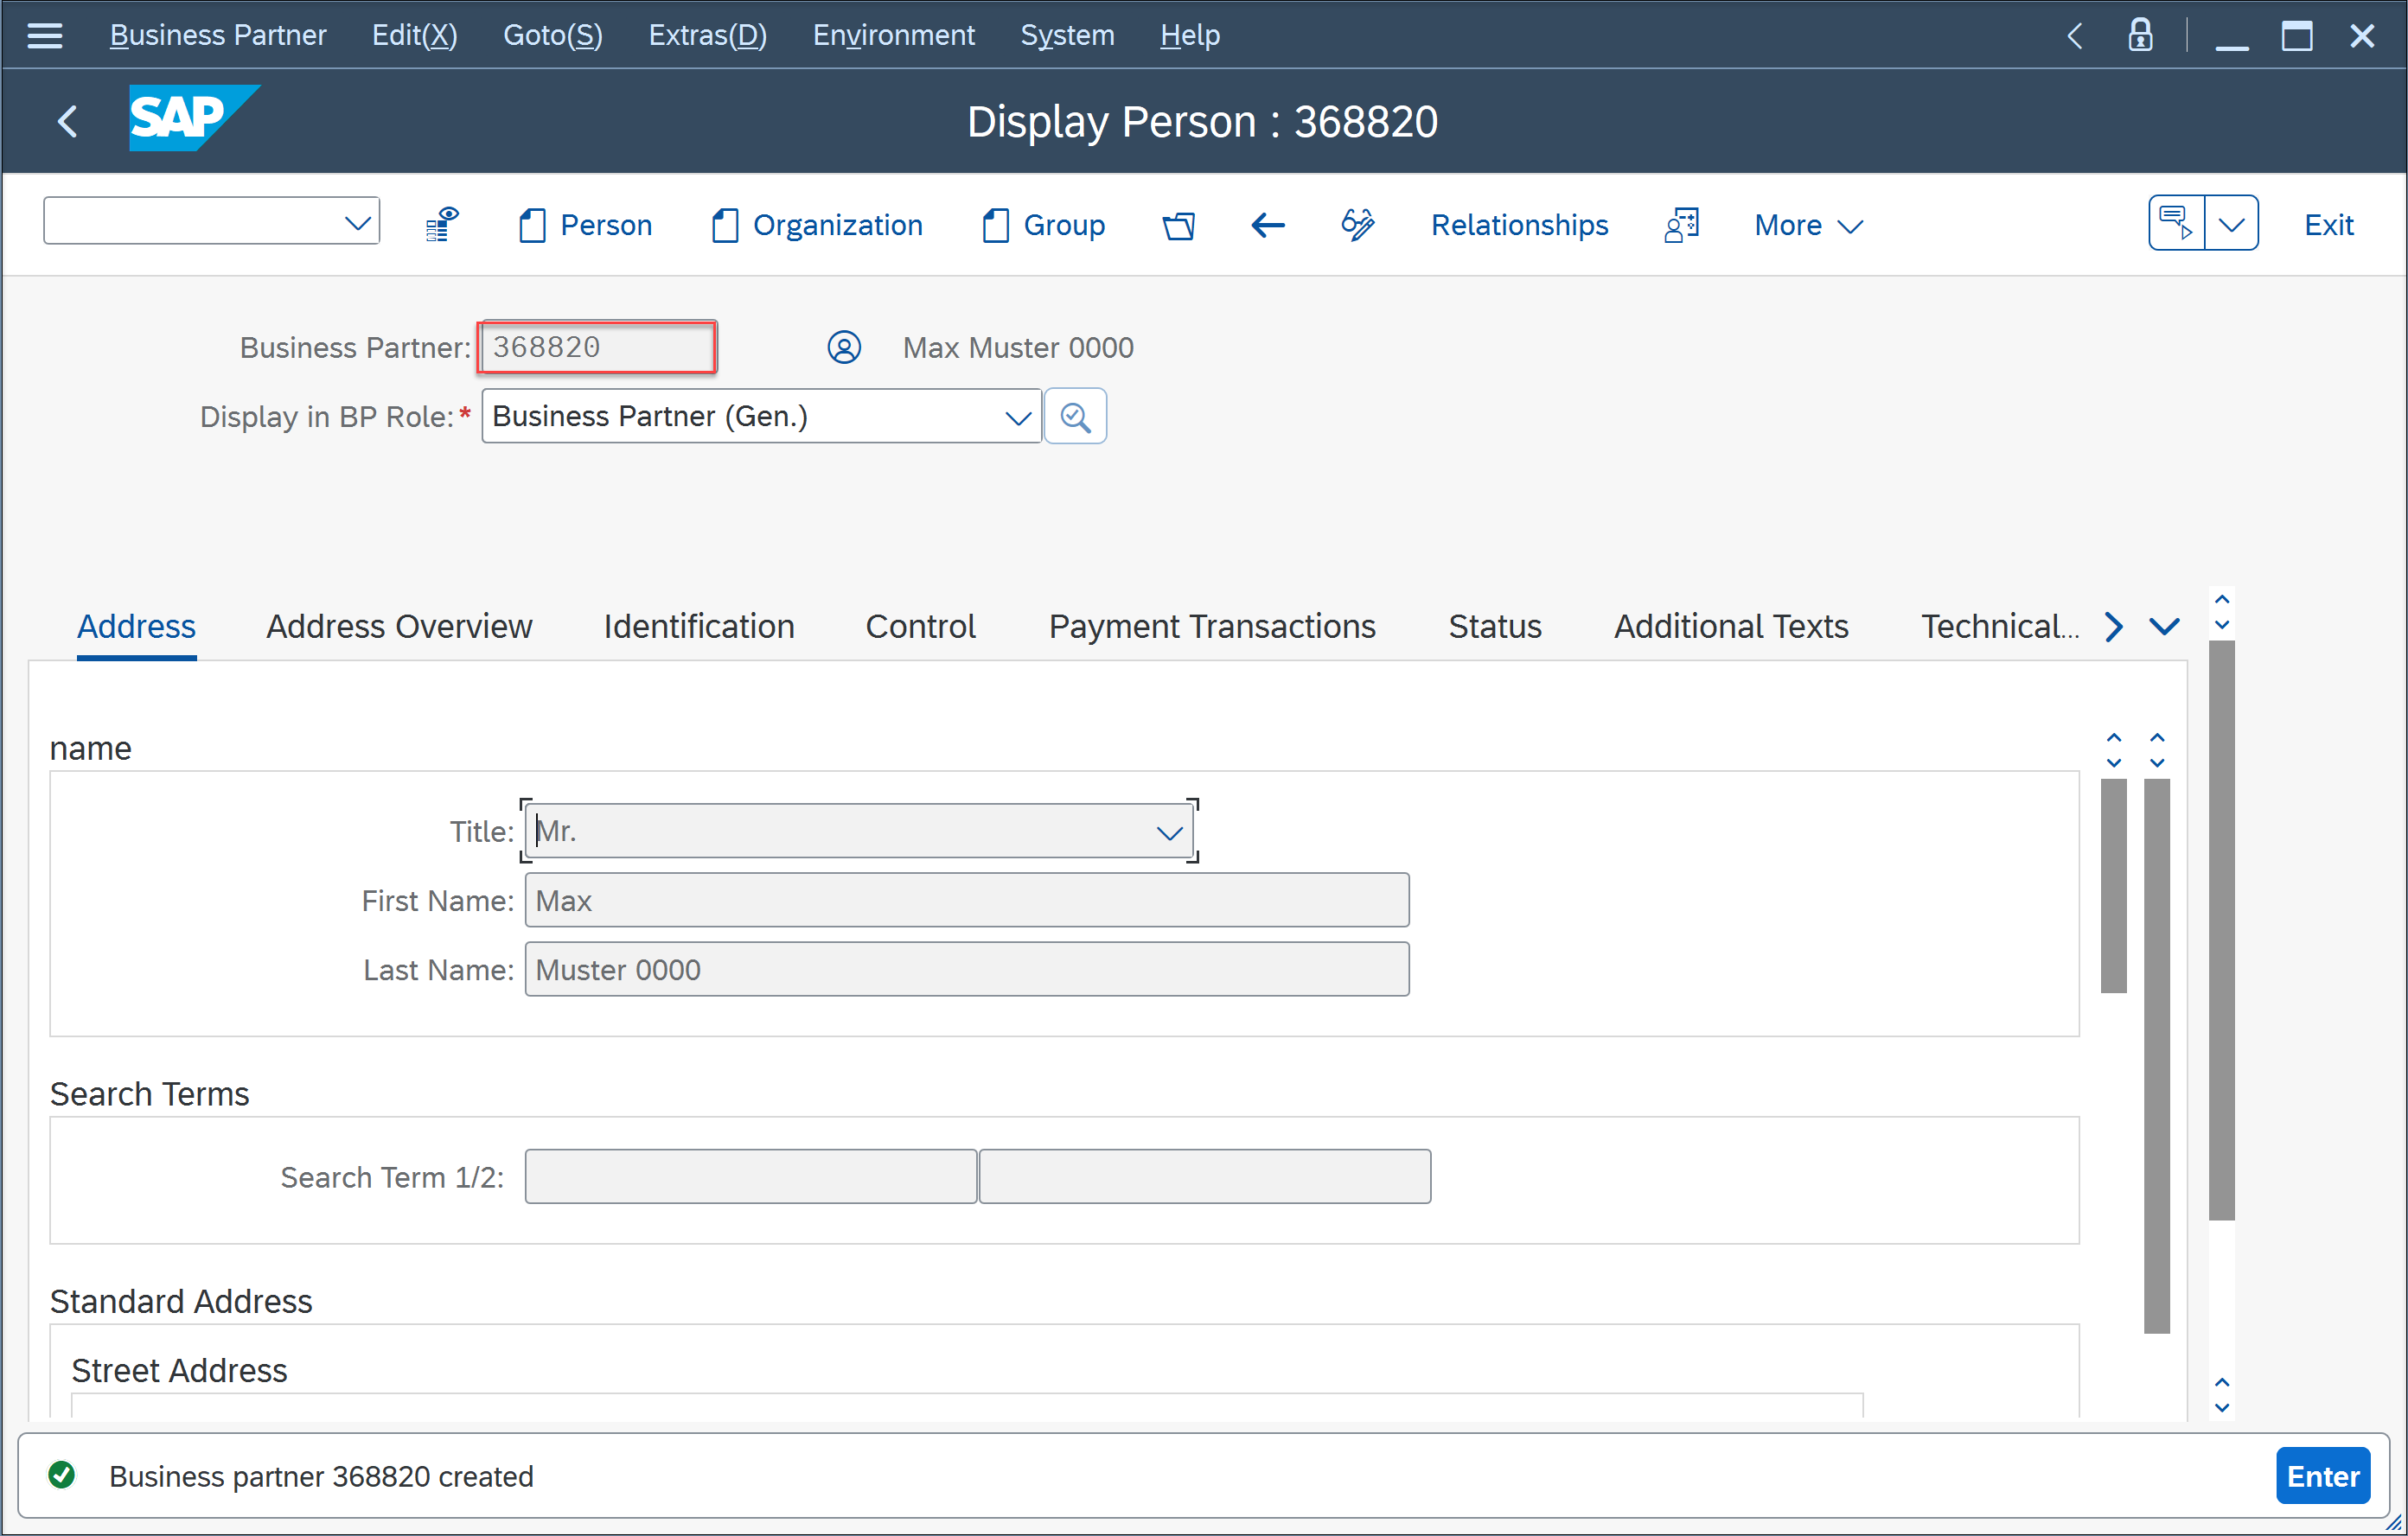 Business Partner Edit(X) Goto(S) Extras(D) Environment System Help
SAP Display Person : 368820
Person Organization Group Relationships More Exit
Business Partner: 368820 Max Muster 0000
Display in BP Role:* Business Partner (Gen.)
Address Address Overview Identification Control Payment Transactions Status Additional Texts Technical...
name
Title: Mr.
First Name: Max
Last Name: Muster 0000
Search Terms
Search Term 1/2:
Standard Address
Street Address
Business partner 368820 created Enter